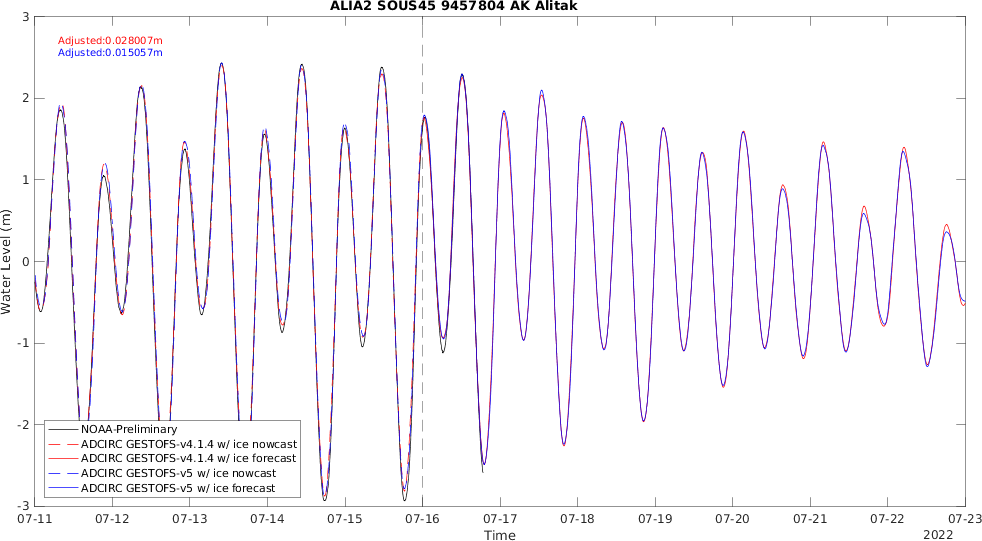 ALIA2 SOUS45 9457804 AK Alitak
Adjusted:0.028007m
Adjusted:0.015057m
Water Level (m)
3
2
1
0
-1
-2
-3
NOAA-Preliminary
ADCIRC GESTOFS-v4.1.4 w/ ice nowcast
ADCIRC GESTOFS-v4.1.4 w/ ice forecast
ADCIRC GESTOFS-v5 w/ ice nowcast
ADCIRC GESTOFS-v5 w/ ice forecast
07-11 07-12 07-13 07-14 07-15 07-16 07-17 07-18 07-19 07-20 07-21 07-22 07-23
Time
2022